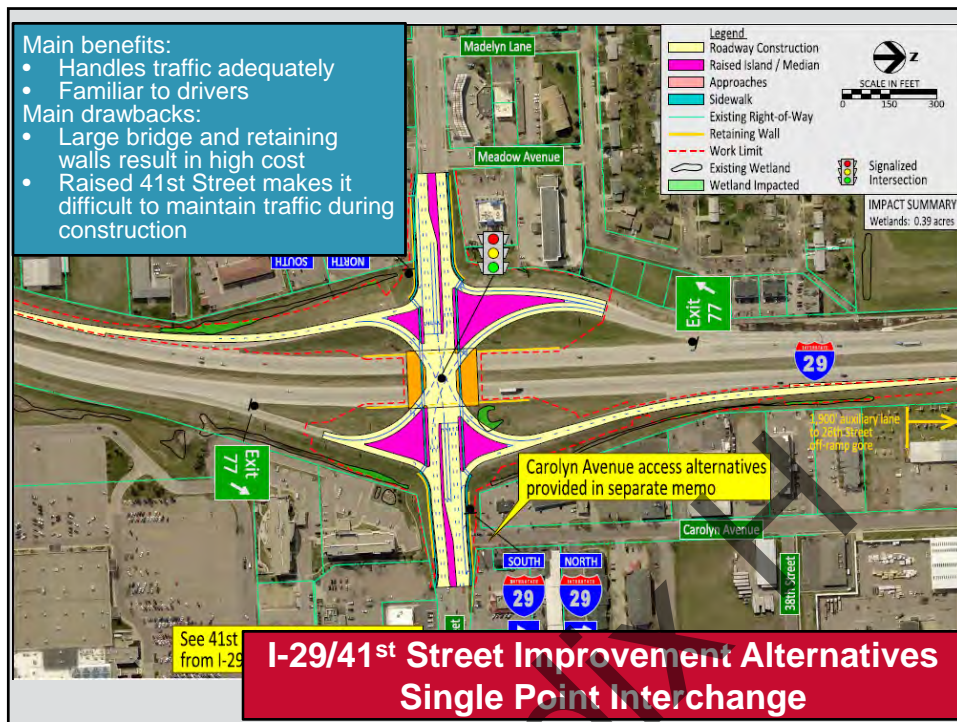 Main benefits:
• Handles traffic adequately
• Familiar to drivers
Main drawbacks:
• Large bridge and retaining
walls result in high cost
• Raised 41st Street makes it
difficult to maintain traffic during
construction
Madelyn Lane
Meadow Avenue
Legend
Roadway Construction
Raised Island / Median
Approaches
Sidewalk
Existing Right-of-Way
Retaining Wall
Work Limit
Existing Wetland
Wetland Impacted
Z
SCALE IN FEET
0 150 300
Signalized
Intersection
IMPACT SUMMARY
Wetlands: 0.39 acres
SOUTH
NORTH
Exit
77
INTERSTATE
29
1,900' auxiliary lane
to 26th Street
off-ramp gore
Exit
77
Carolyn Avenue access alternatives
provided in separate memo
Carolyn Avenue
38th Street
SOUTH
NORTH
INTERSTATE
29
INTERSTATE
29
See 41st
from I-29
I-29/41st Street Improvement Alternatives
Single Point Interchange